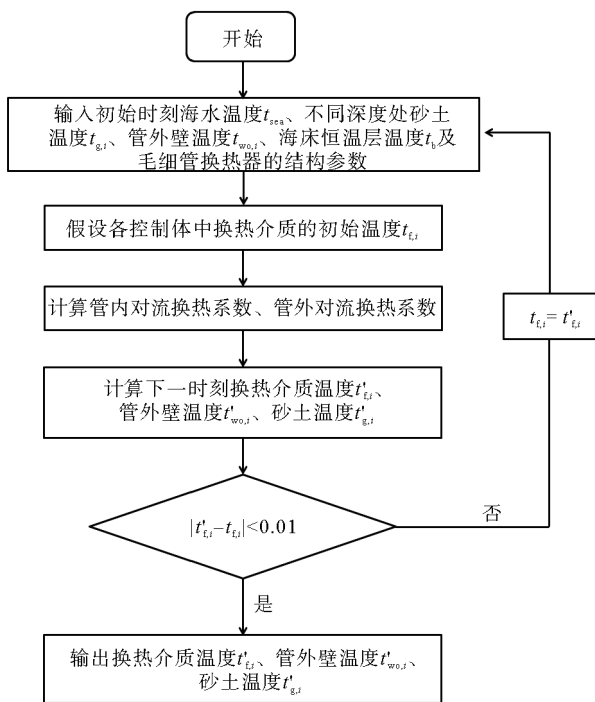 开始
输入初始时刻海水温度t_sea、不同深度处砂土
温度t_g,i、管外壁温度t_wo,i、海床恒温层温度t_b及
毛细管换热器的结构参数
假设各控制体中换热介质的初始温度t_f,i
计算管内对流换热系数、管外对流换热系数
t_f,i= t'_f,i
计算下一时刻换热介质温度t'_f,i、
管外壁温度t'_wo,i、砂土温度t'_g,i
|t'_f,i–t_f,i|<0.01
否
是
输出换热介质温度t'_f,i、管外壁温度t'_wo,i、
砂土温度t'_g,i